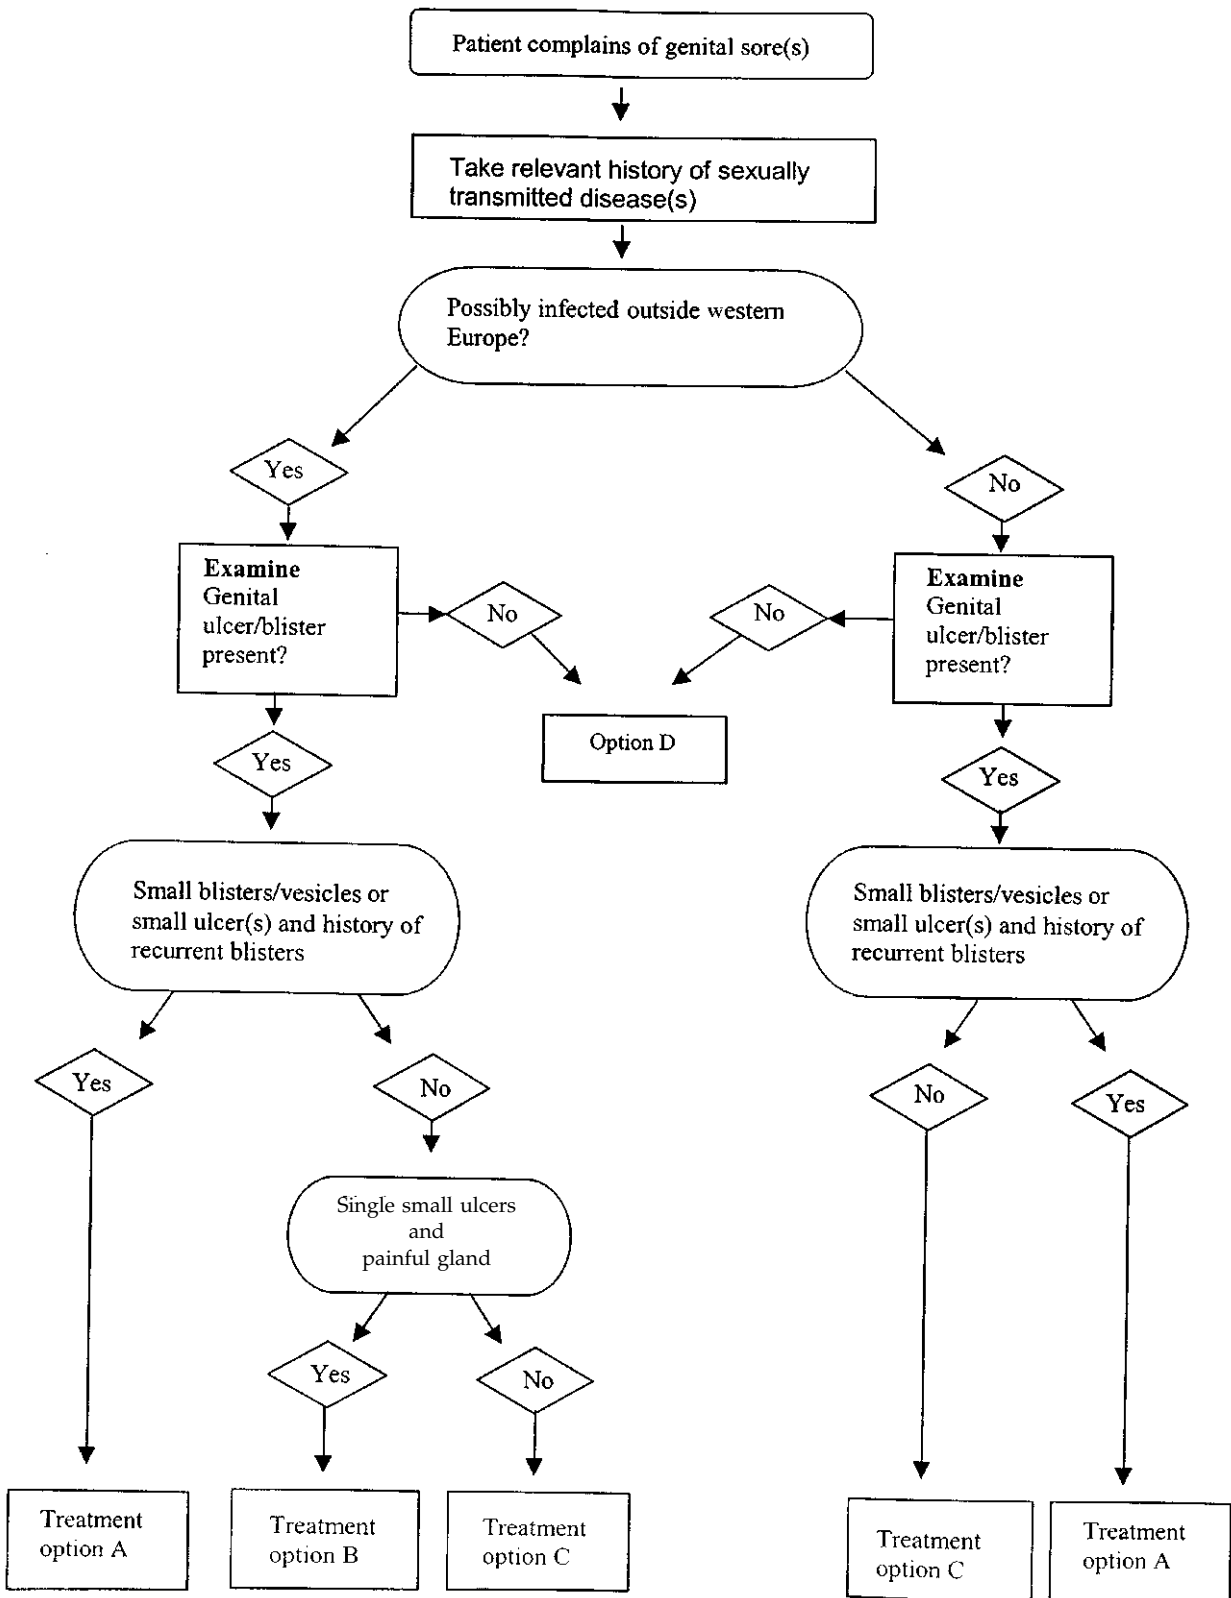 Patient complains of genital sore(s)
Take relevant history of sexually
transmitted disease(s)
Possibly infected outside western
Europe?
Yes
No
Examine
Genital
ulcer/blister
present?
No
No
Examine
Genital
ulcer/blister
present?
Option D
Yes
Yes
Small blisters/vesicles or
small ulcer(s) and history of
recurrent blisters
Small blisters/vesicles or
small ulcer(s) and history of
recurrent blisters
Yes
No
No
Yes
Single small ulcers
and
painful gland
Yes
No
Treatment
option A
Treatment
option B
Treatment
option C
Treatment
option C
Treatment
option A